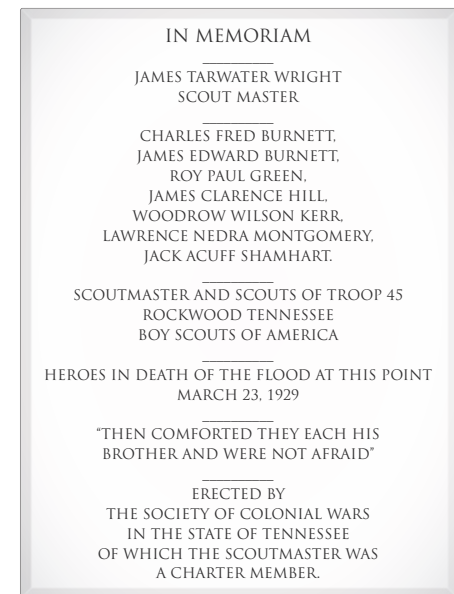 IN MEMORIAM
JAMES TARWATER WRIGHT
SCOUT MASTER
CHARLES FRED BURNETT,
JAMES EDWARD BURNETT,
ROY PAUL GREEN,
JAMES CLARENCE HILL,
WOODROW WILSON KERR,
LAWRENCE NEDRA MONTGOMERY,
JACK ACUFF SHAMHART.
SCOUTMASTER AND SCOUTS OF TROOP 45
ROCKWOOD TENNESSEE
BOY SCOUTS OF AMERICA
HEROES IN DEATH OF THE FLOOD AT THIS POINT
MARCH 23, 1929
“THEN COMFORTED THEY EACH HIS
BROTHER AND WERE NOT AFRAID”
ERECTED BY
THE SOCIETY OF COLONIAL WARS
IN THE STATE OF TENNESSEE
OF WHICH THE SCOUTMASTER WAS
A CHARTER MEMBER.